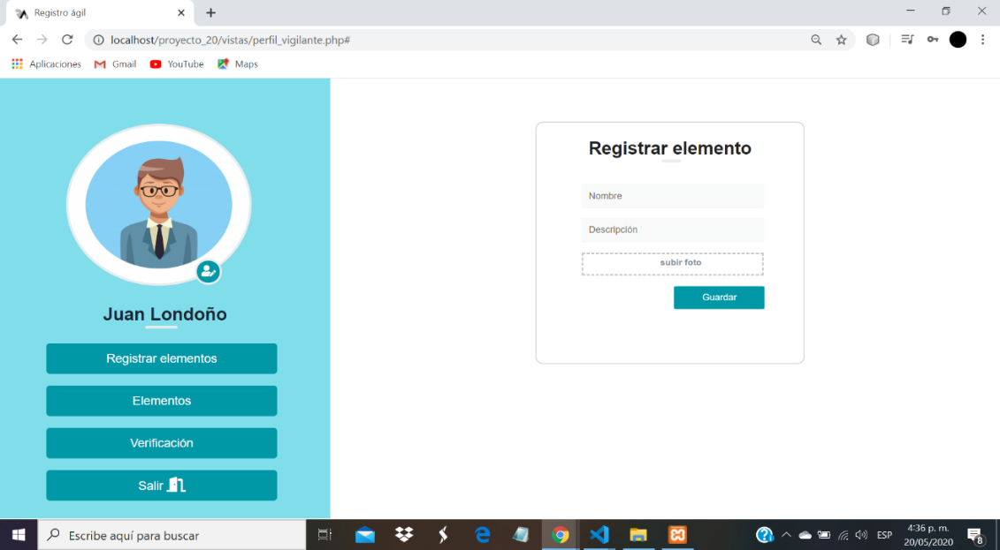 Registro ágil
localhost/proyecto_20/vistas/perfil_vigilante.php#
Aplicaciones Gmail YouTube Maps
Juan Londoño
Registrar elementos
Elementos
Verificación
Salir
Registrar elemento
Nombre
Descripción
subir foto
Guardar
Escribe aquí para buscar
ESP
4:36 p. m.
20/05/2020
8